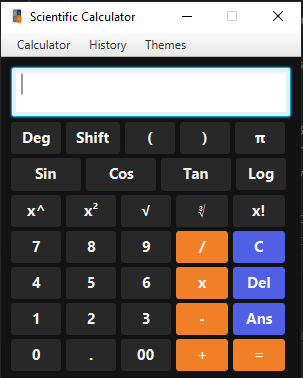 Scientific Calculator
Calculator History Themes
Deg Shift ( ) π
Sin Cos Tan Log
x^ x² √ ∛ x!
7 8 9 / C
4 5 6 x Del
1 2 3 - Ans
0 . 00 + =